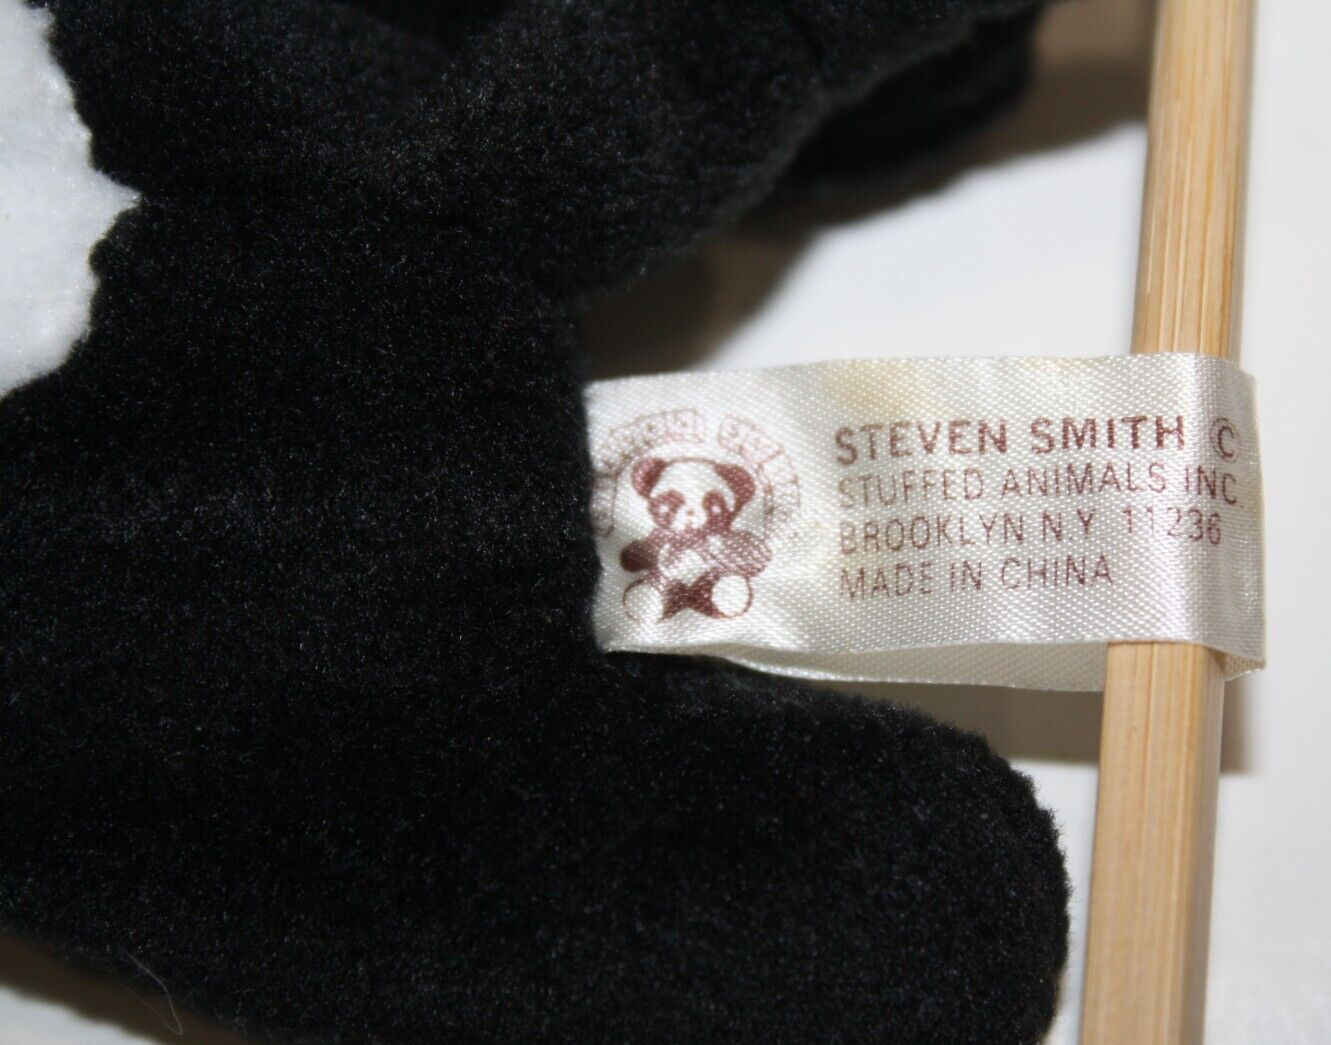 STEVEN SMITH ©
STUFFED ANIMALS INC.
BROOKLYN N.Y. 11236
MADE IN CHINA